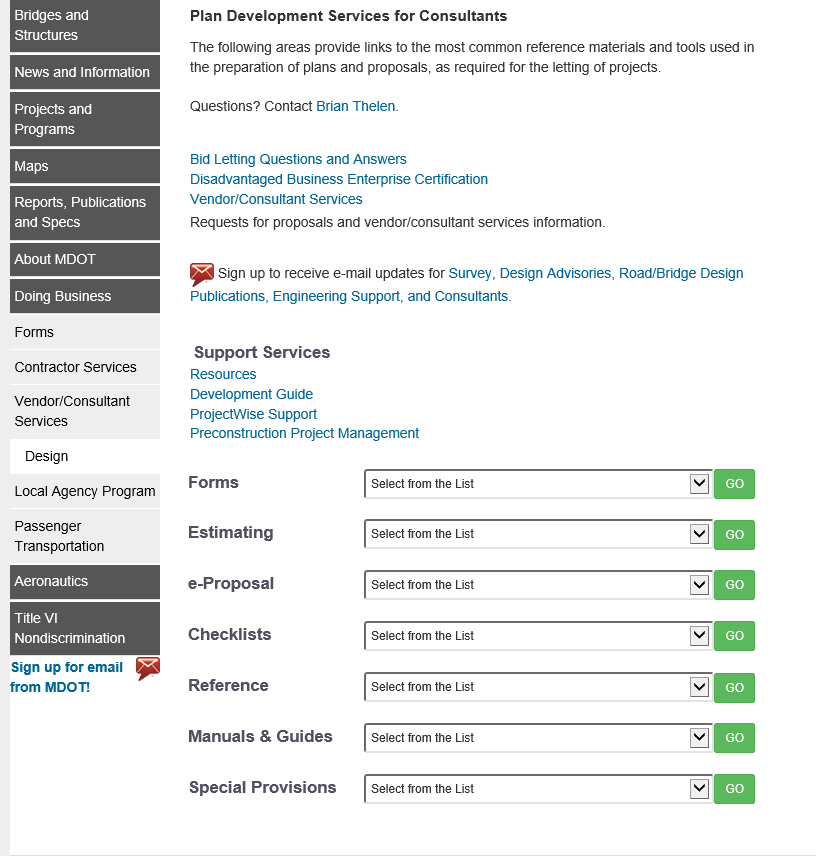 Bridges and
Structures
News and Information
Projects and
Programs
Maps
Reports, Publications
and Specs
About MDOT
Doing Business
Forms
Contractor Services
Vendor/Consultant
Services
Design
Local Agency Program
Passenger
Transportation
Aeronautics
Title VI
Nondiscrimination
Sign up for email
from MDOT!
Plan Development Services for Consultants
The following areas provide links to the most common reference materials and tools used in
the preparation of plans and proposals, as required for the letting of projects.
Questions? Contact Brian Thelen.
Bid Letting Questions and Answers
Disadvantaged Business Enterprise Certification
Vendor/Consultant Services
Requests for proposals and vendor/consultant services information.
Sign up to receive e-mail updates for Survey, Design Advisories, Road/Bridge Design
Publications, Engineering Support, and Consultants.
Support Services
Resources
Development Guide
ProjectWise Support
Preconstruction Project Management
Forms Select from the List GO
Estimating Select from the List GO
e-Proposal Select from the List GO
Checklists Select from the List GO
Reference Select from the List GO
Manuals & Guides Select from the List GO
Special Provisions Select from the List GO